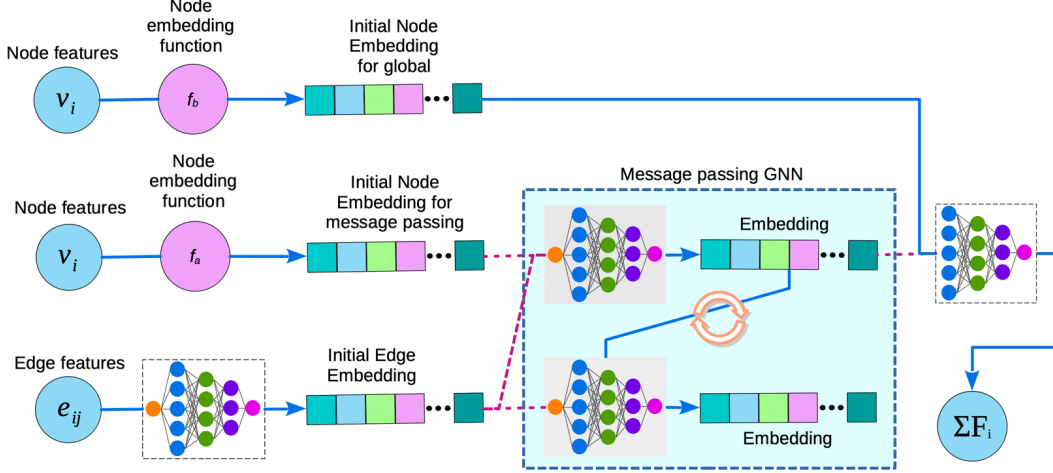 Node
embedding
function
Node features
v_i
f_b
Initial Node
Embedding
for global
Node
embedding
function
Node features
v_i
f_a
Initial Node
Embedding for
message passing
Message passing GNN
Embedding
Edge features
e_ij
Initial Edge
Embedding
Embedding
ΣF_i